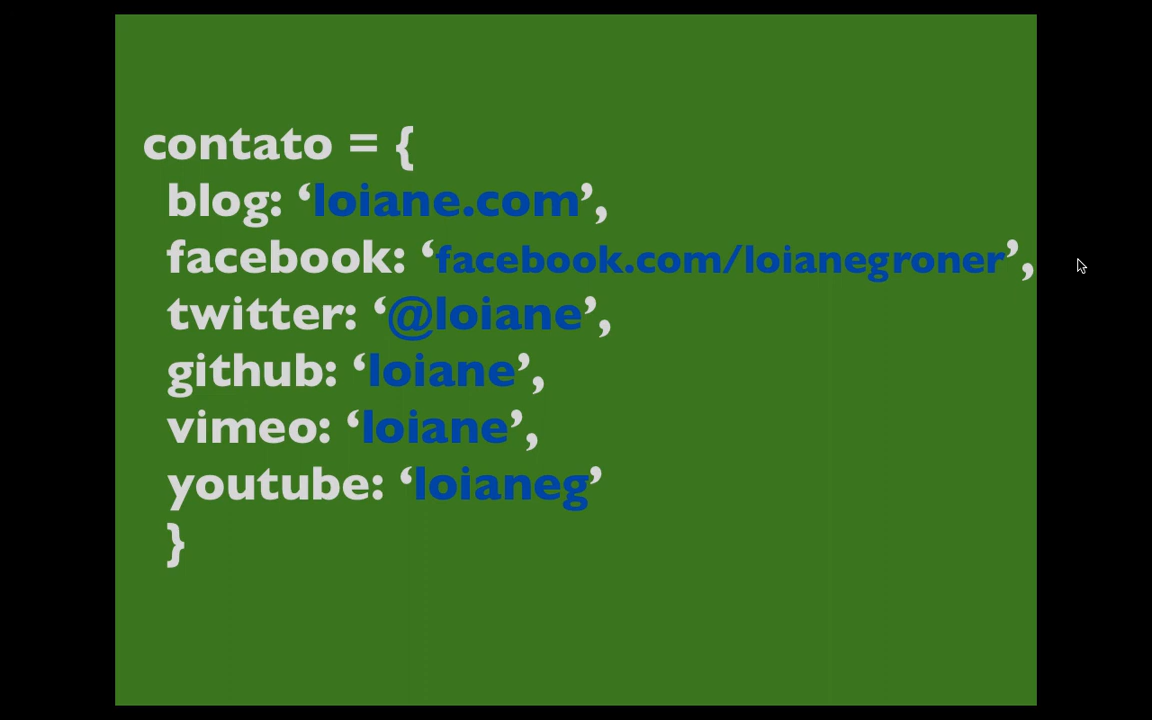 contato = {
blog: ‘loiane.com’,
facebook: ‘facebook.com/loianegroner’,
twitter: ‘@loiane’,
github: ‘loiane’,
vimeo: ‘loiane’,
youtube: ‘loianeg’
}